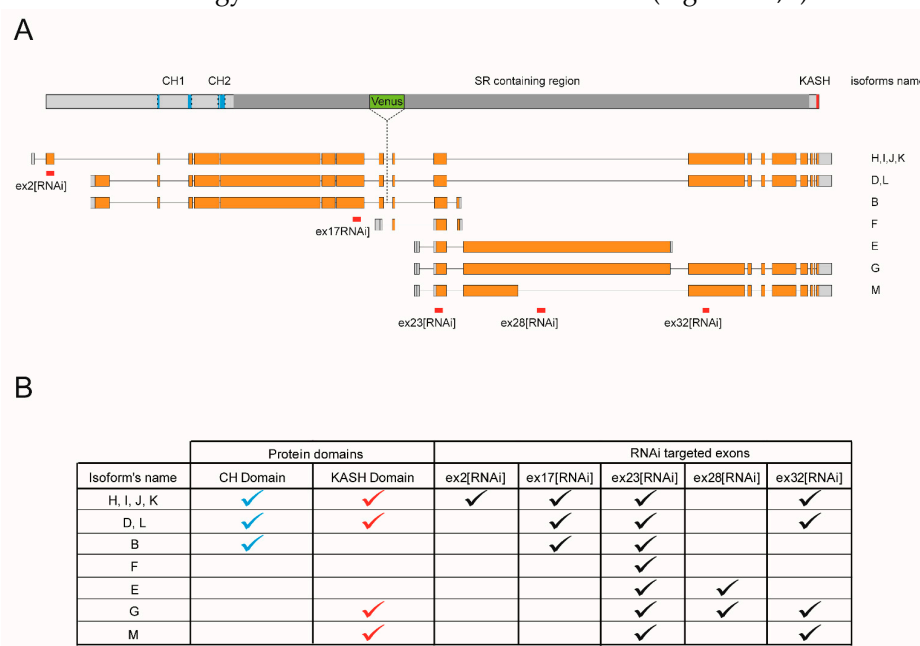 A
CH1 CH2 SR containing region KASH isoforms name
Venus
H,I,J,K
ex2[RNAi]
D,L
B
F
ex17RNAi]
E
G
M
ex23[RNAi] ex28[RNAi] ex32[RNAi]
B
Protein domains RNAi targeted exons
Isoform's name CH Domain KASH Domain ex2[RNAi] ex17[RNAi] ex23[RNAi] ex28[RNAi] ex32[RNAi]
H, I, J, K
D, L
B
F
E
G
M